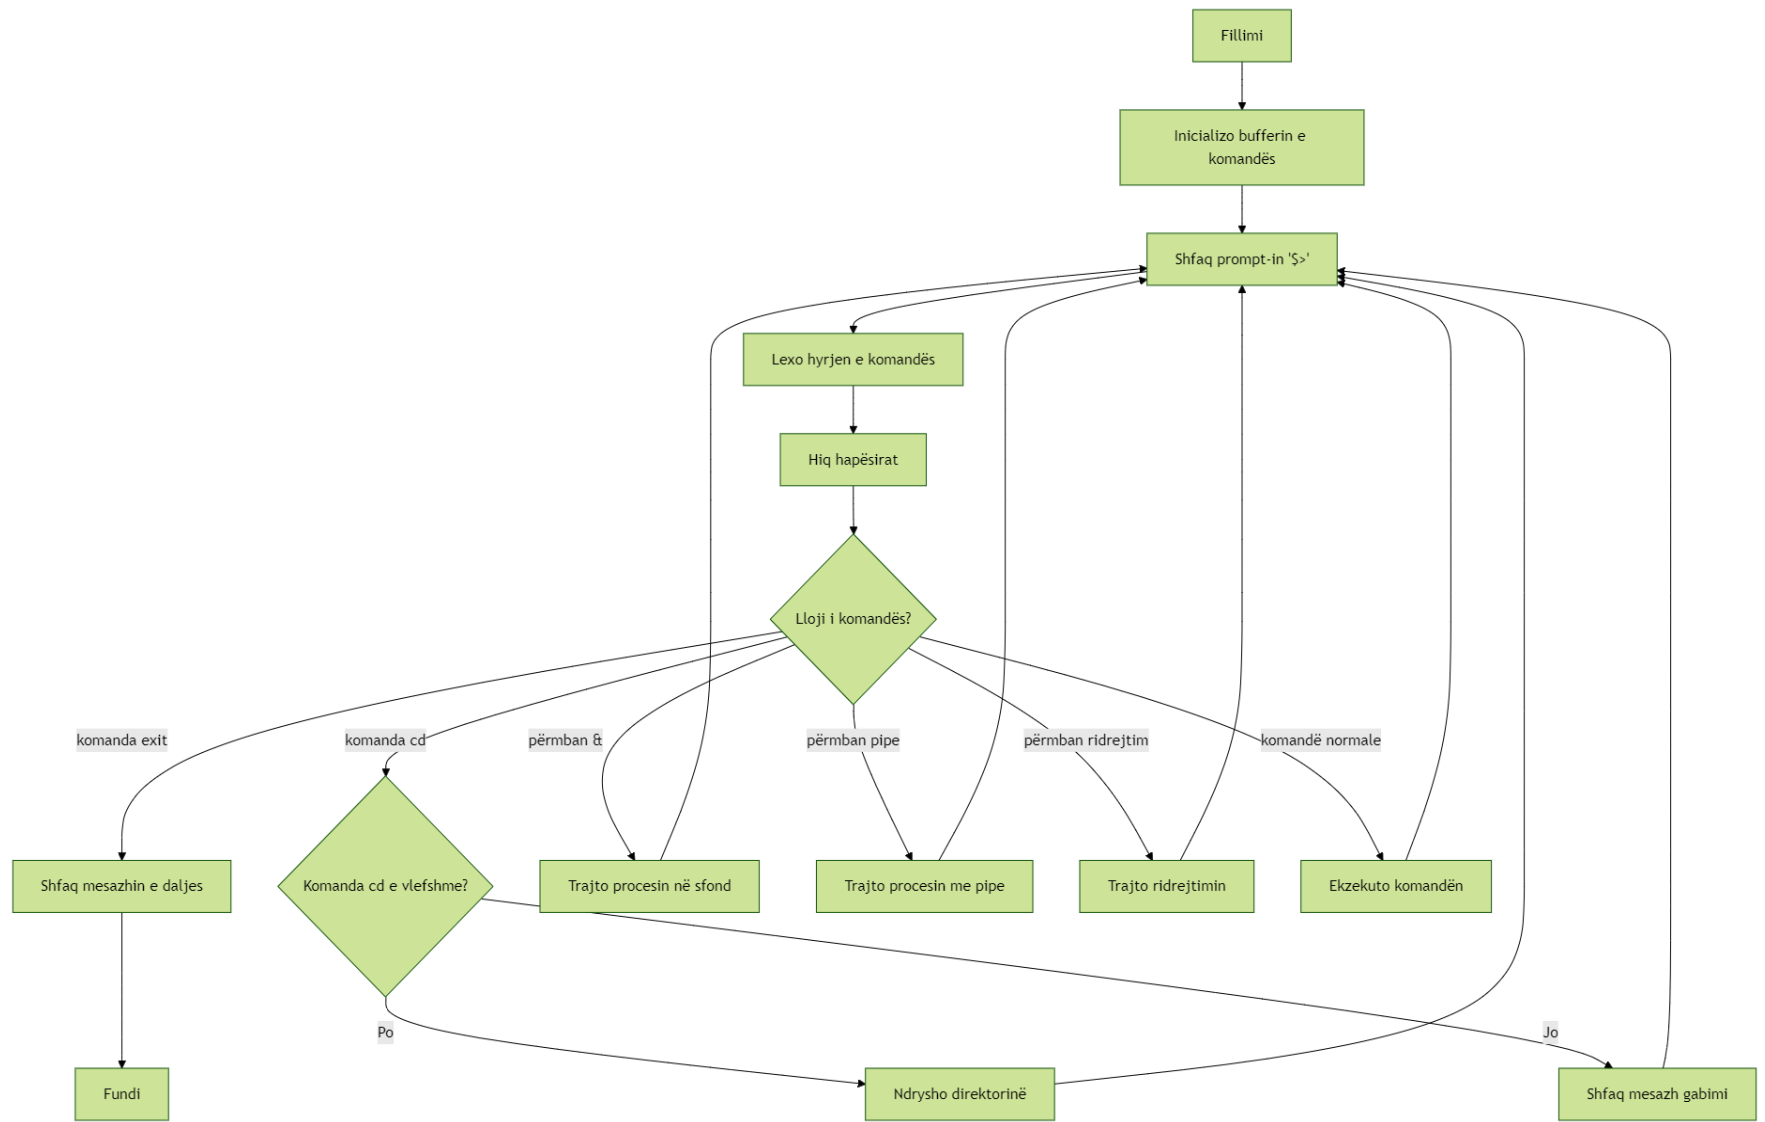 Fillimi
Inicializo bufferin e
komandës
Shfaq prompt-in '$>'
Lexo hyrjen e komandës
Hiq hapësirat
Lloji i komandës?
komanda exit
komanda cd
përmban &
përmban pipe
përmban ridrejtim
komandë normale
Shfaq mesazhin e daljes
Komanda cd e vlefshme?
Trajto procesin në sfond
Trajto procesin me pipe
Trajto ridrejtimin
Ekzekuto komandën
Po
Jo
Fundi
Ndrysho direktorinë
Shfaq mesazh gabimi